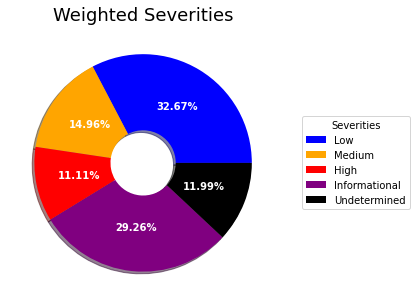 Weighted Severities
32.67%
14.96%
11.11%
11.99%
29.26%
Severities
Low
Medium
High
Informational
Undetermined